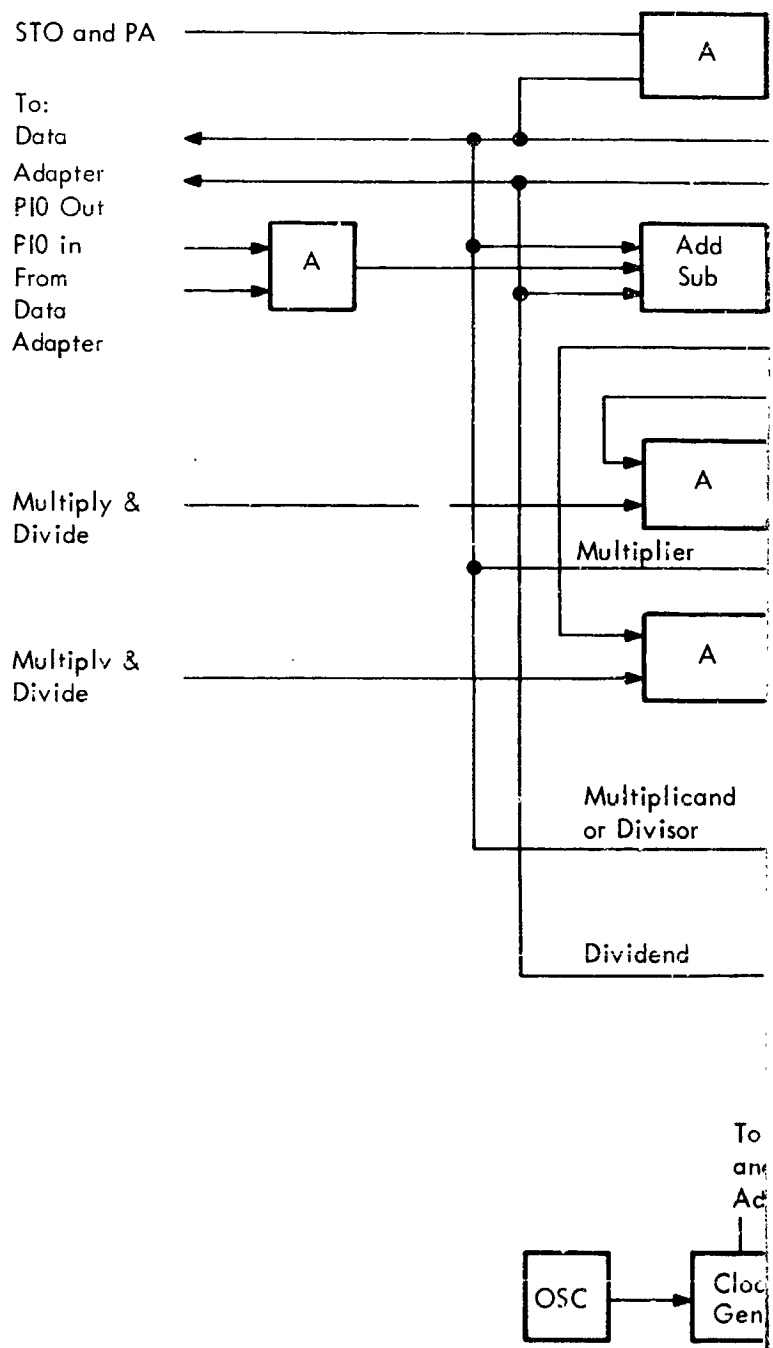 STO and PA
A
To:
Data
Adapter
PIO Out
PIO in
From
Data
Adapter
A
Add
Sub
Multiply &
Divide
A
Multiplier
Multiply &
Divide
A
Multiplicand
or Divisor
Dividend
To
OSC
Gen